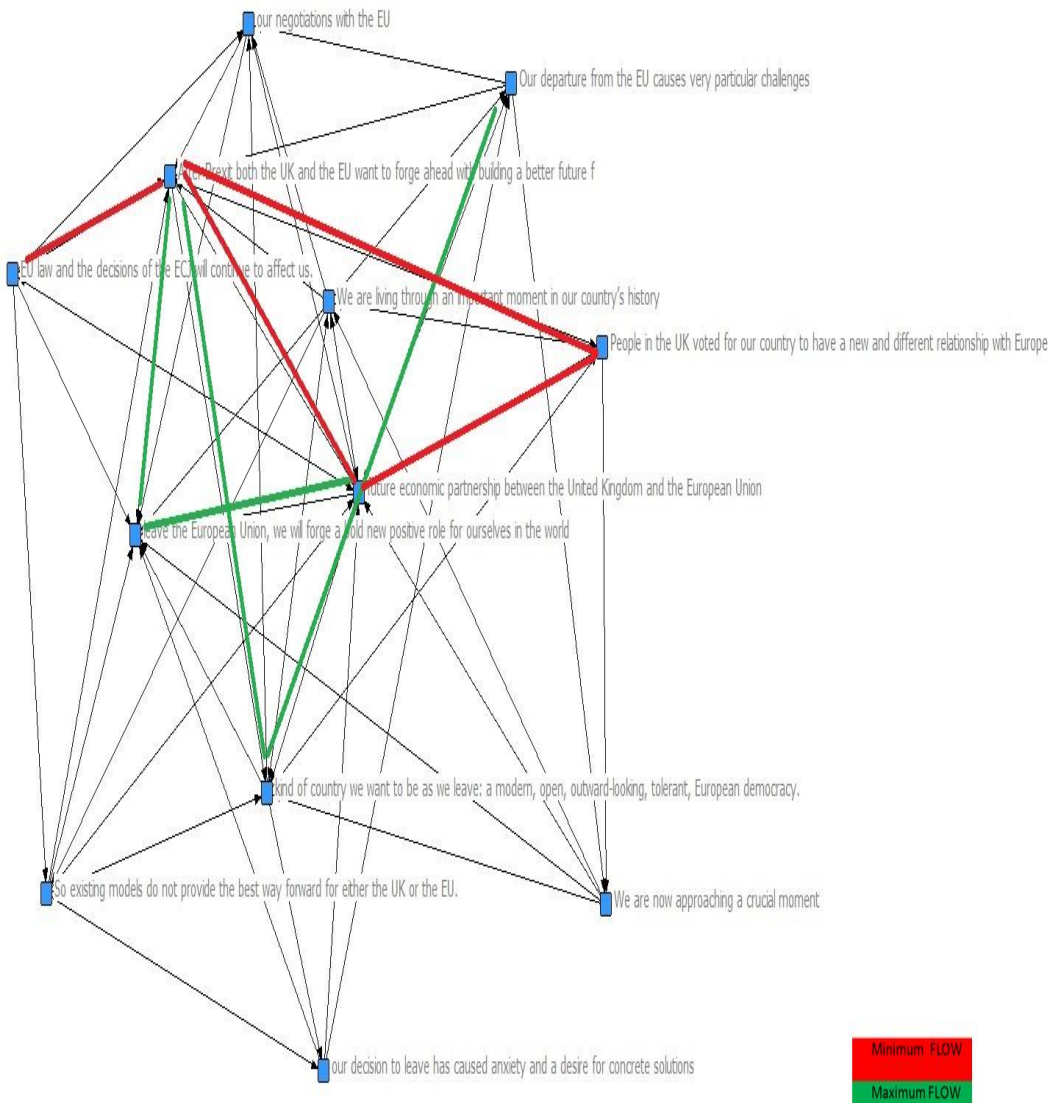 our negotiations with the EU
Our departure from the EU causes very particular challenges
After Brexit both the UK and the EU want to forge ahead with building a better future f
EU law and the decisions of the ECJ will continue to affect us.
We are living through an important moment in our country's history
People in the UK voted for our country to have a new and different relationship with Europe
future economic partnership between the United Kingdom and the European Union
leave the European Union, we will forge a bold new positive role for ourselves in the world
kind of country we want to be as we leave: a modern, open, outward-looking, tolerant, European democracy.
So existing models do not provide the best way forward for either the UK or the EU.
We are now approaching a crucial moment
our decision to leave has caused anxiety and a desire for concrete solutions
Minimum FLOW
Maximum FLOW